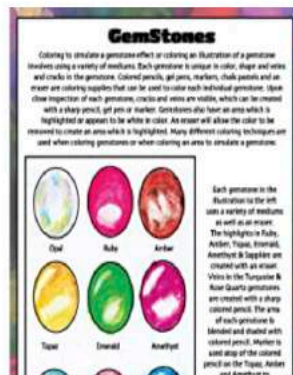 GemStones
Coloring to simulate a gemstone effect or coloring an illustration of a gemstone
involves using a variety of mediums. Each gemstone is unique in color, shape and veins
and cracks in the gemstone. Colored pencils, gel pens, markers, chalk pastels and an
eraser are coloring supplies that can be used to color each individual gemstone. Upon
close inspection of each gemstone, cracks and veins are visible, which can be created
with a sharp pencil, gel pen or marker. Gemstones also have an area which is
highlighted or appears to be white in color. An eraser will allow the color to be
removed to create an area which is highlighted. Many different coloring techniques are
used when coloring gemstones or when coloring an area to simulate a gemstone.
Opal Ruby Amber
Topaz Emerald Amethyst
Each gemstone in the
illustration to the left
uses a variety of mediums
as well as an eraser.
The highlights in Ruby,
Amber, Topaz, Emerald,
Amethyst & Sapphire are
created with an eraser.
Veins in the Turquoise &
Rose Quartz gemstones
are created with a sharp
colored pencil. The area
of each gemstone is
blended and shaded with
colored pencil. Marker is
used atop of the colored
pencil on the Topaz, Amber